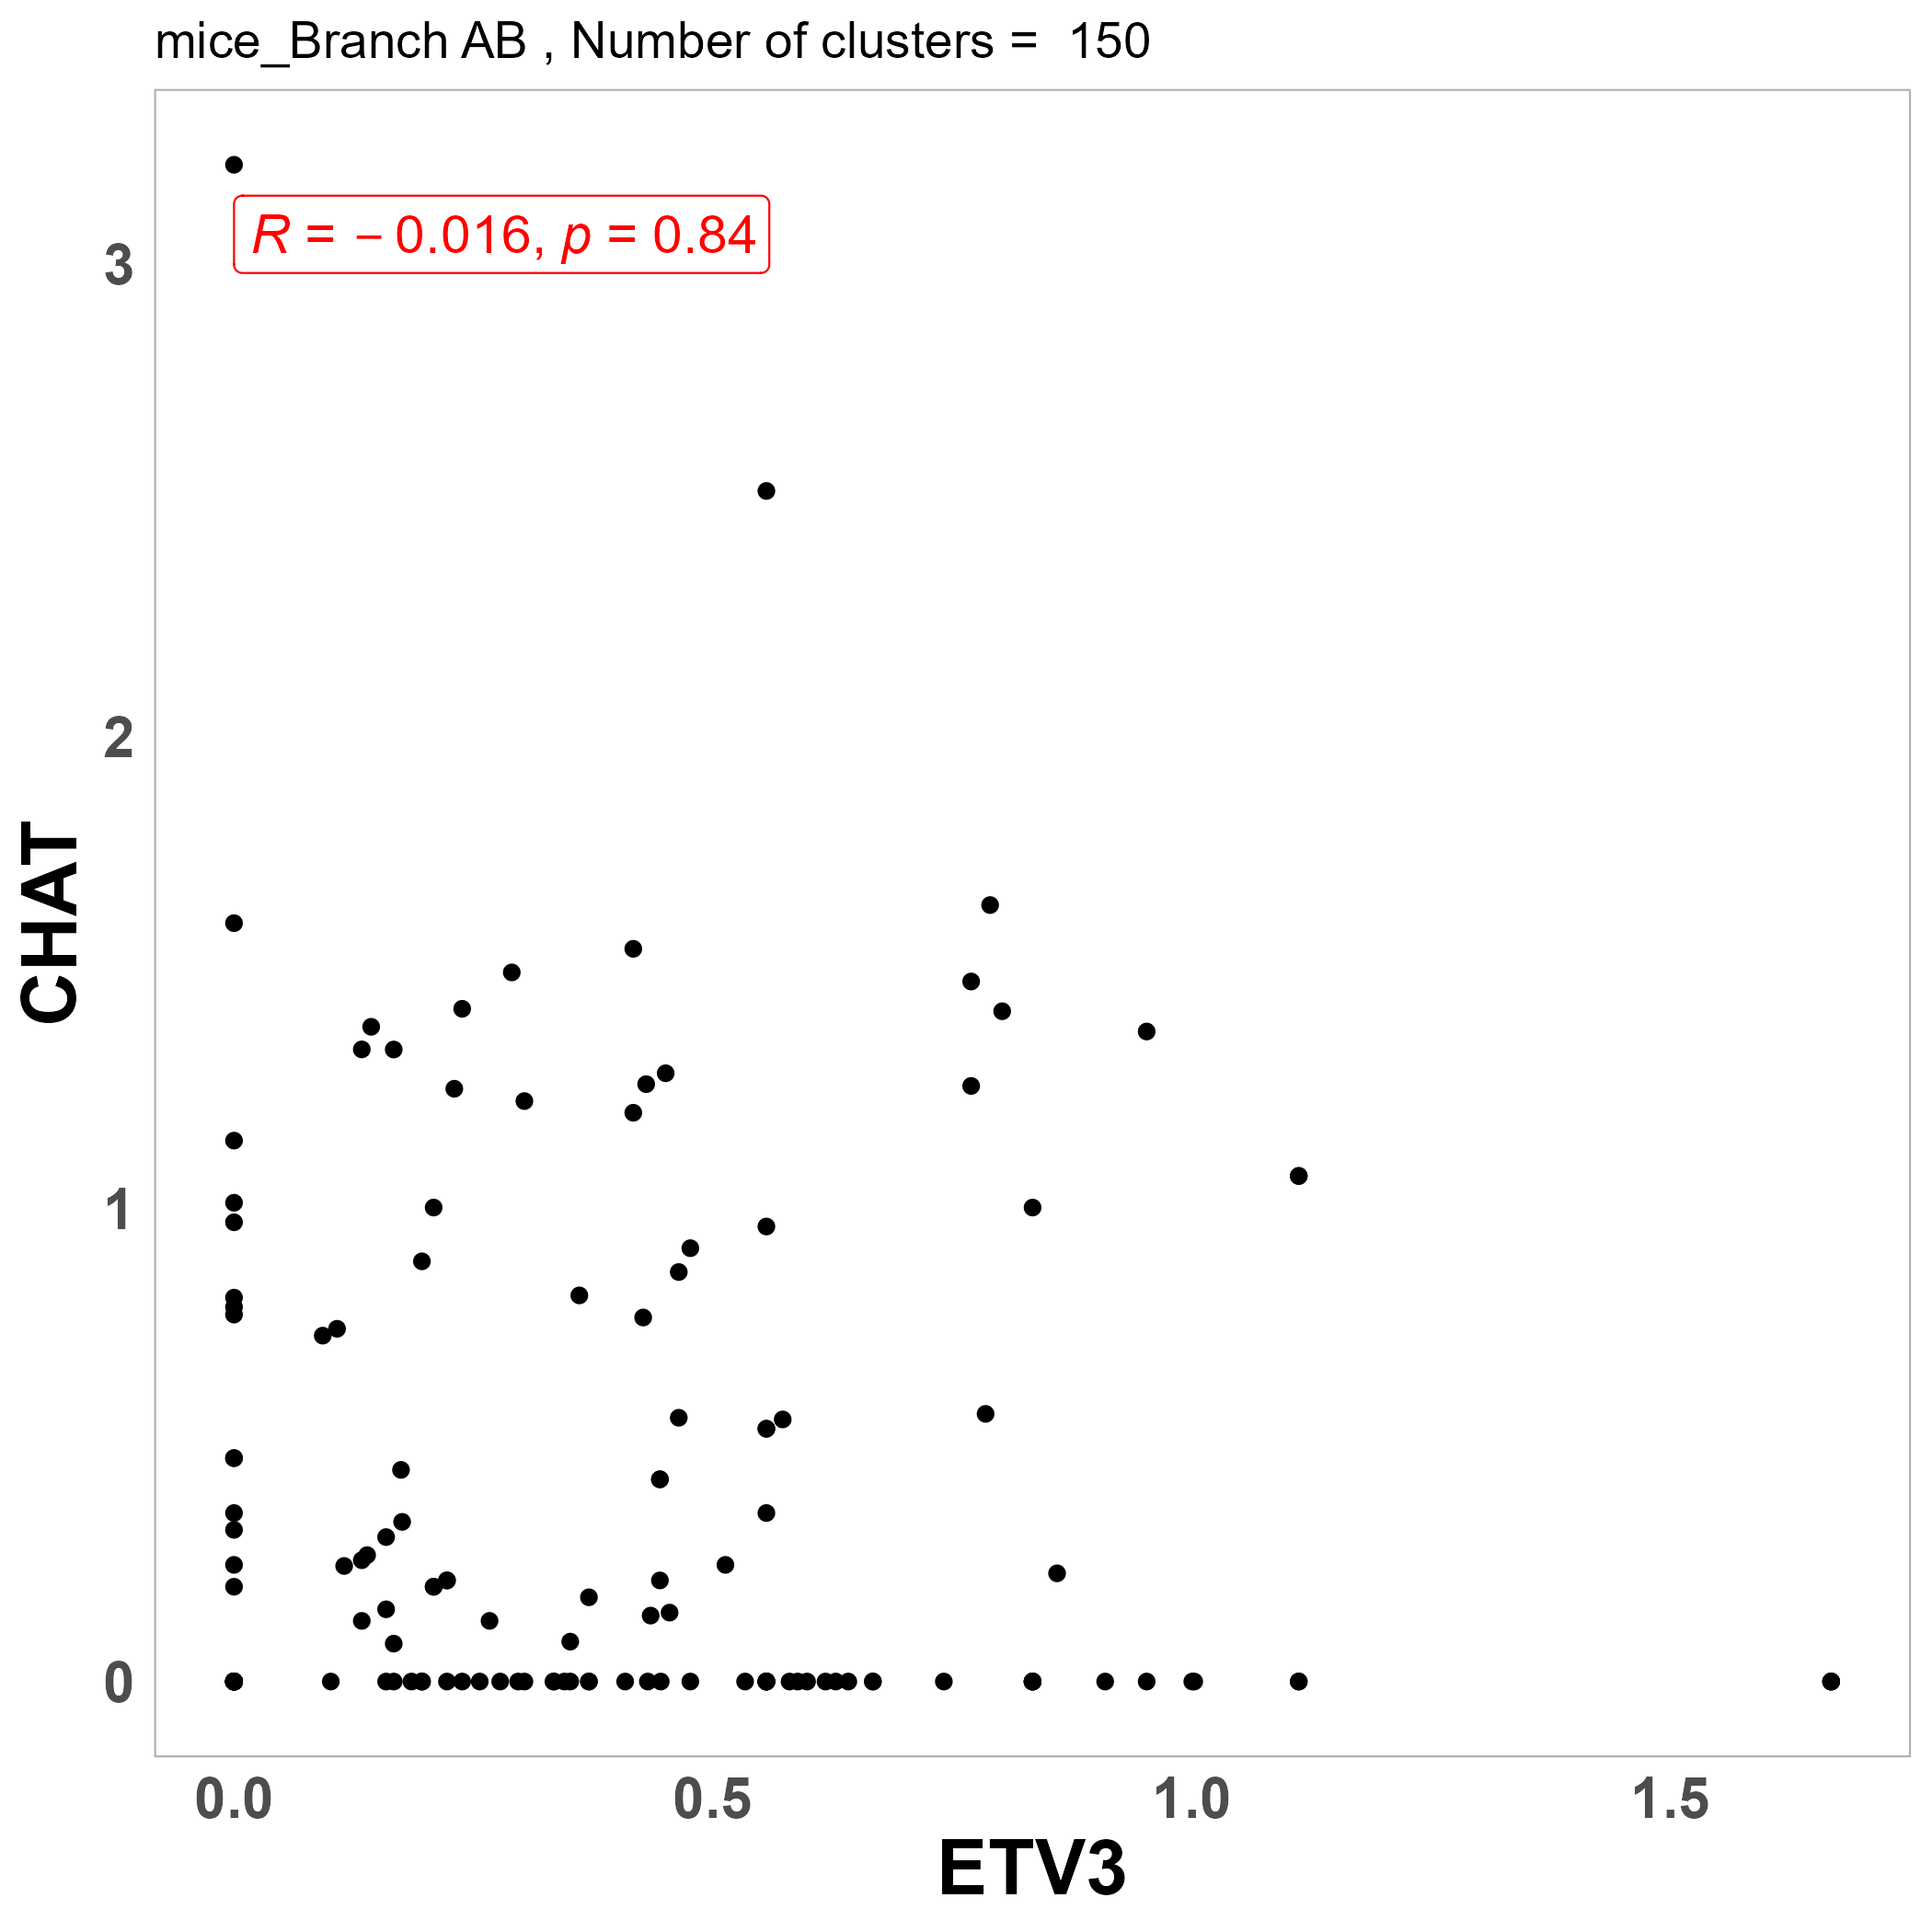 mice_Branch AB , Number of clusters =  150
R = – 0.016, p = 0.84
3
2
1
0
CHAT
0.0 0.5 1.0 1.5
ETV3